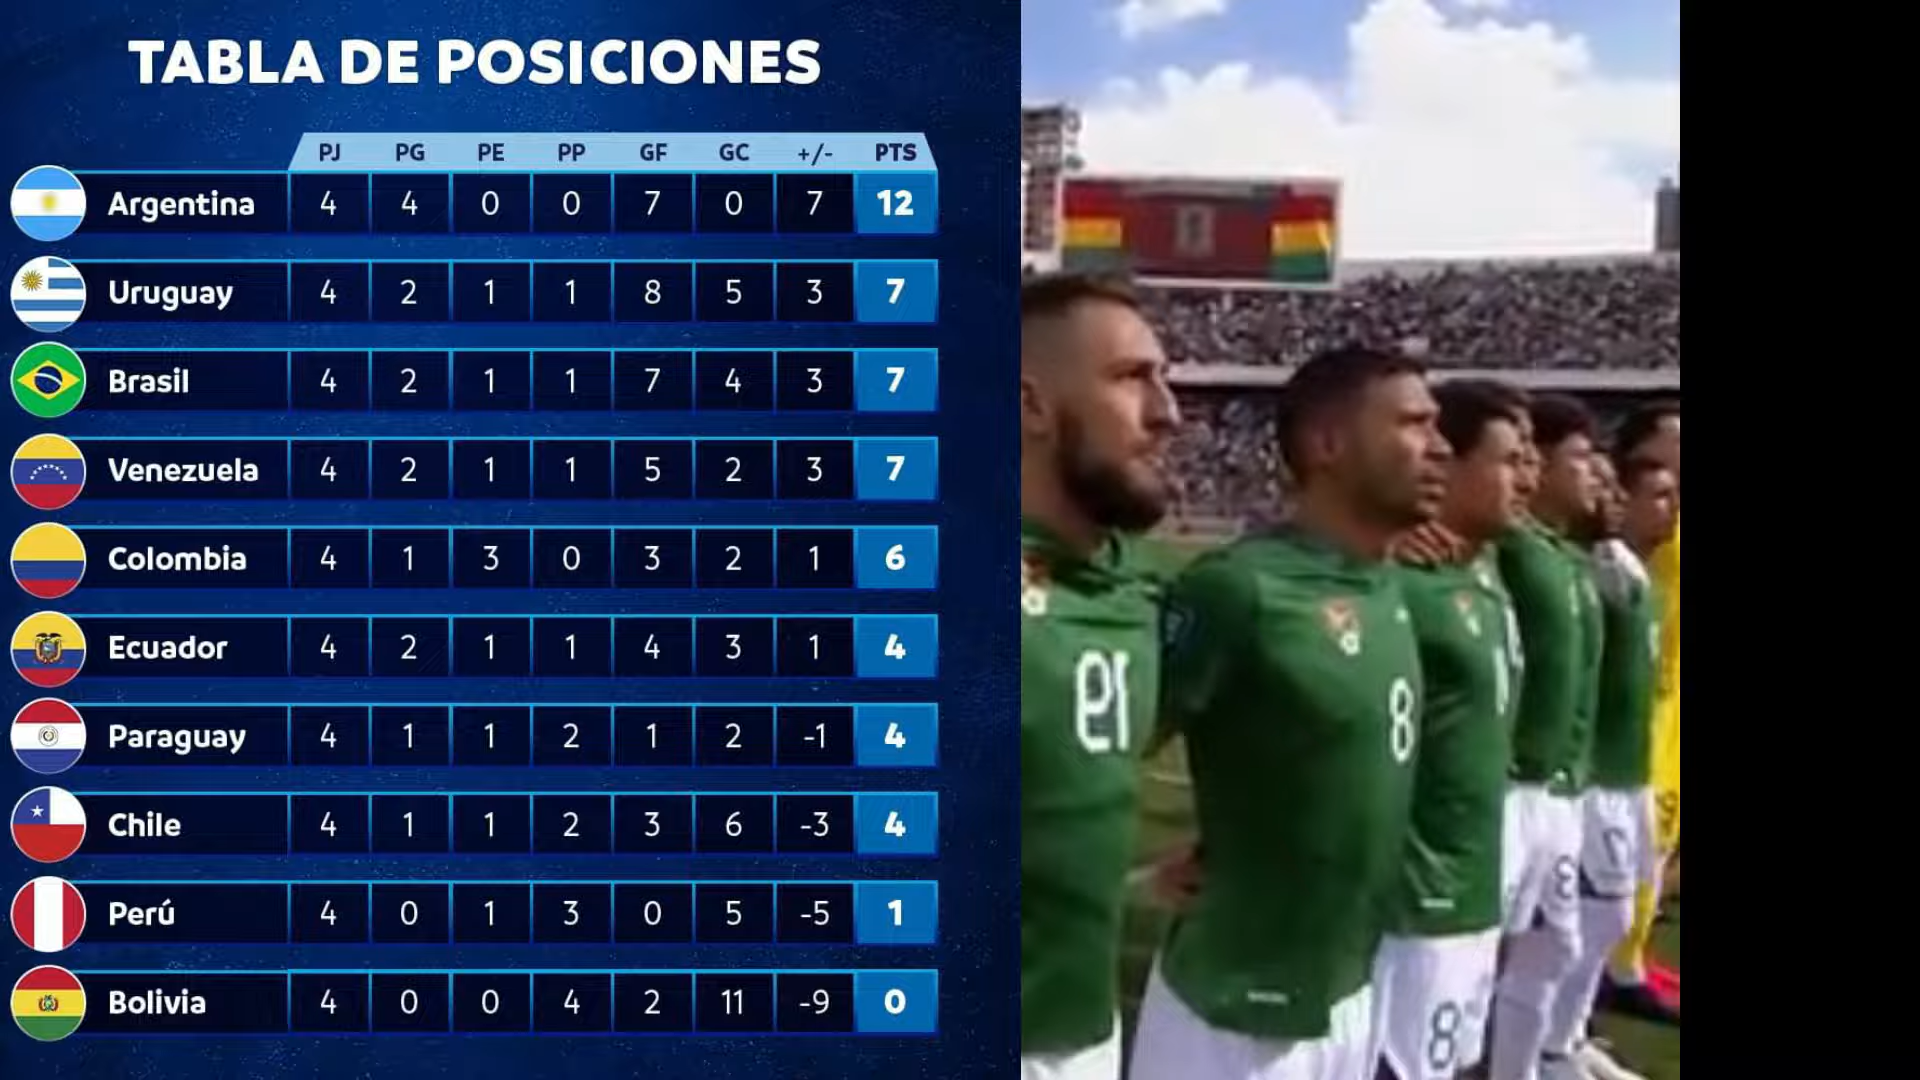 TABLA DE POSICIONES
PJ PG PE PP GF GC +/- PTS
Argentina 4 4 0 0 7 0 7 12
Uruguay 4 2 1 1 8 5 3 7
Brasil 4 2 1 1 7 4 3 7
Venezuela 4 2 1 1 5 2 3 7
Colombia 4 1 3 0 3 2 1 6
Ecuador 4 2 1 1 4 3 1 4
Paraguay 4 1 1 2 1 2 -1 4
Chile 4 1 1 2 3 6 -3 4
Perú 4 0 1 3 0 5 -5 1
Bolivia 4 0 0 4 2 11 -9 0
19
8
8